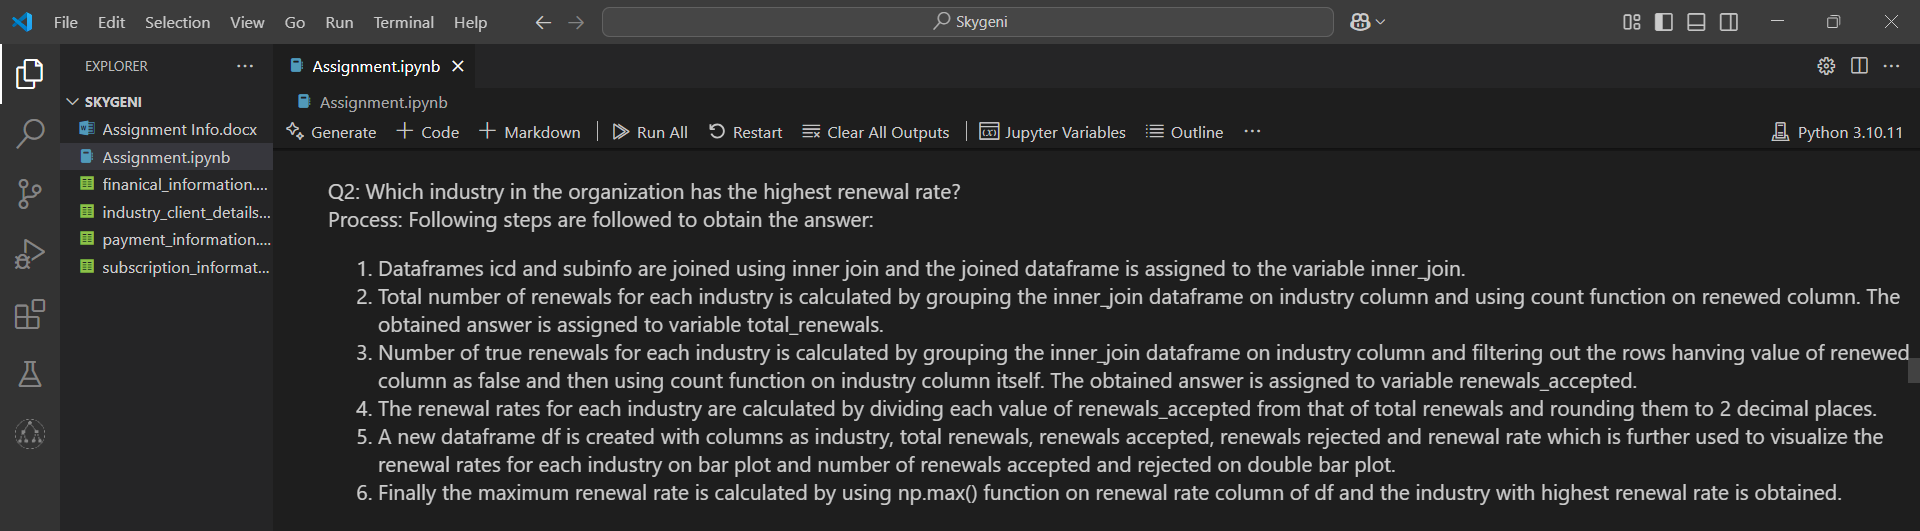 File Edit Selection View Go Run Terminal Help
Skygeni
EXPLORER
Assignment.ipynb
SKYGENI
Assignment.ipynb
Assignment Info.docx
Generate Code Markdown Run All Restart Clear All Outputs Jupyter Variables Outline ... Python 3.10.11
Assignment.ipynb
finanical_information....
industry_client_details...
payment_information....
subscription_informat...
Q2: Which industry in the organization has the highest renewal rate?
Process: Following steps are followed to obtain the answer:
1. Dataframes icd and subinfo are joined using inner join and the joined dataframe is assigned to the variable inner_join.
2. Total number of renewals for each industry is calculated by grouping the inner_join dataframe on industry column and using count function on renewed column. The
obtained answer is assigned to variable total_renewals.
3. Number of true renewals for each industry is calculated by grouping the inner_join dataframe on industry column and filtering out the rows hanving value of renewed
column as false and then using count function on industry column itself. The obtained answer is assigned to variable renewals_accepted.
4. The renewal rates for each industry are calculated by dividing each value of renewals_accepted from that of total renewals and rounding them to 2 decimal places.
5. A new dataframe df is created with columns as industry, total renewals, renewals accepted, renewals rejected and renewal rate which is further used to visualize the
renewal rates for each industry on bar plot and number of renewals accepted and rejected on double bar plot.
6. Finally the maximum renewal rate is calculated by using np.max() function on renewal rate column of df and the industry with highest renewal rate is obtained.